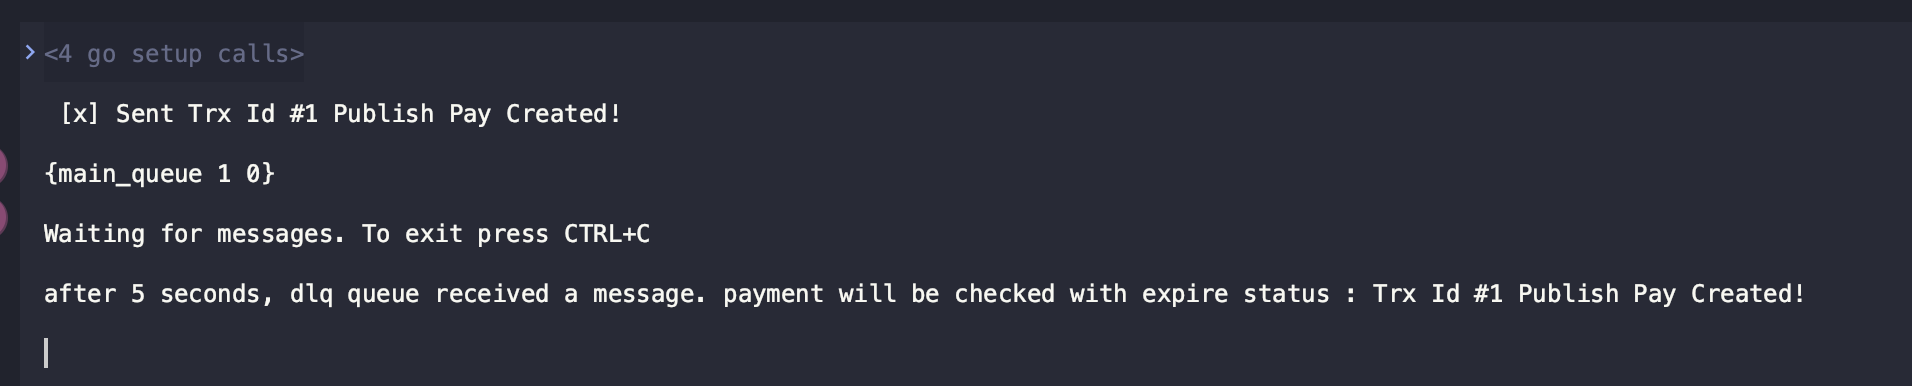 <4 go setup calls>
[x] Sent Trx Id #1 Publish Pay Created!
{main_queue 1 0}
Waiting for messages. To exit press CTRL+C
after 5 seconds, dlq queue received a message. payment will be checked with expire status : Trx Id #1 Publish Pay Created!